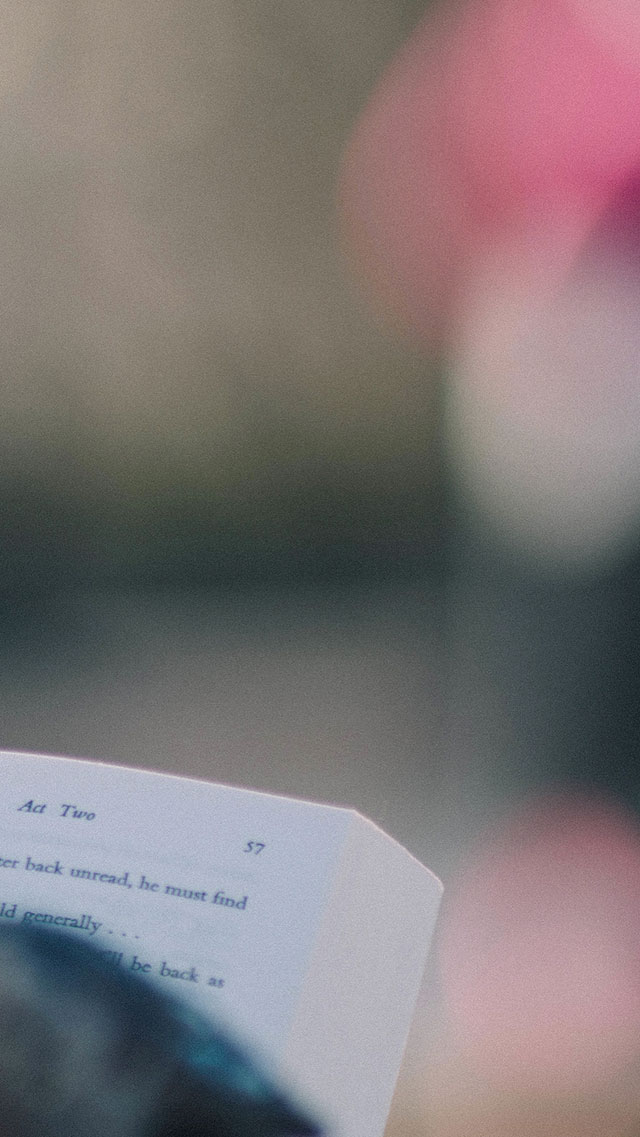 Act Two
57
back unread, he must find
generally . . .
be back as